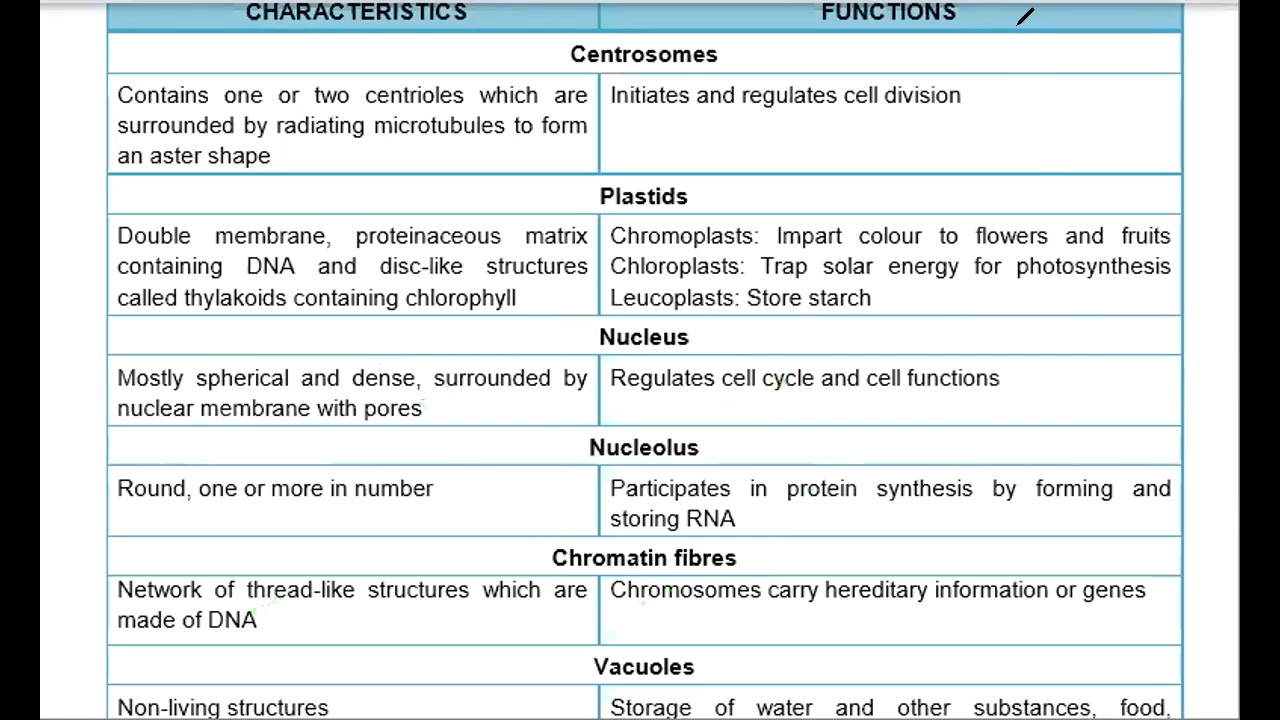 CHARACTERISTICS FUNCTIONS
Centrosomes
Contains one or two centrioles which are
surrounded by radiating microtubules to form
an aster shape
Initiates and regulates cell division
Plastids
Double membrane, proteinaceous matrix
containing DNA and disc-like structures
called thylakoids containing chlorophyll
Chromoplasts: Impart colour to flowers and fruits
Chloroplasts: Trap solar energy for photosynthesis
Leucoplasts: Store starch
Nucleus
Mostly spherical and dense, surrounded by
nuclear membrane with pores
Regulates cell cycle and cell functions
Nucleolus
Round, one or more in number
Participates in protein synthesis by forming and
storing RNA
Chromatin fibres
Network of thread-like structures which are
made of DNA
Chromosomes carry hereditary information or genes
Vacuoles
Non-living structures
Storage of water and other substances, food,